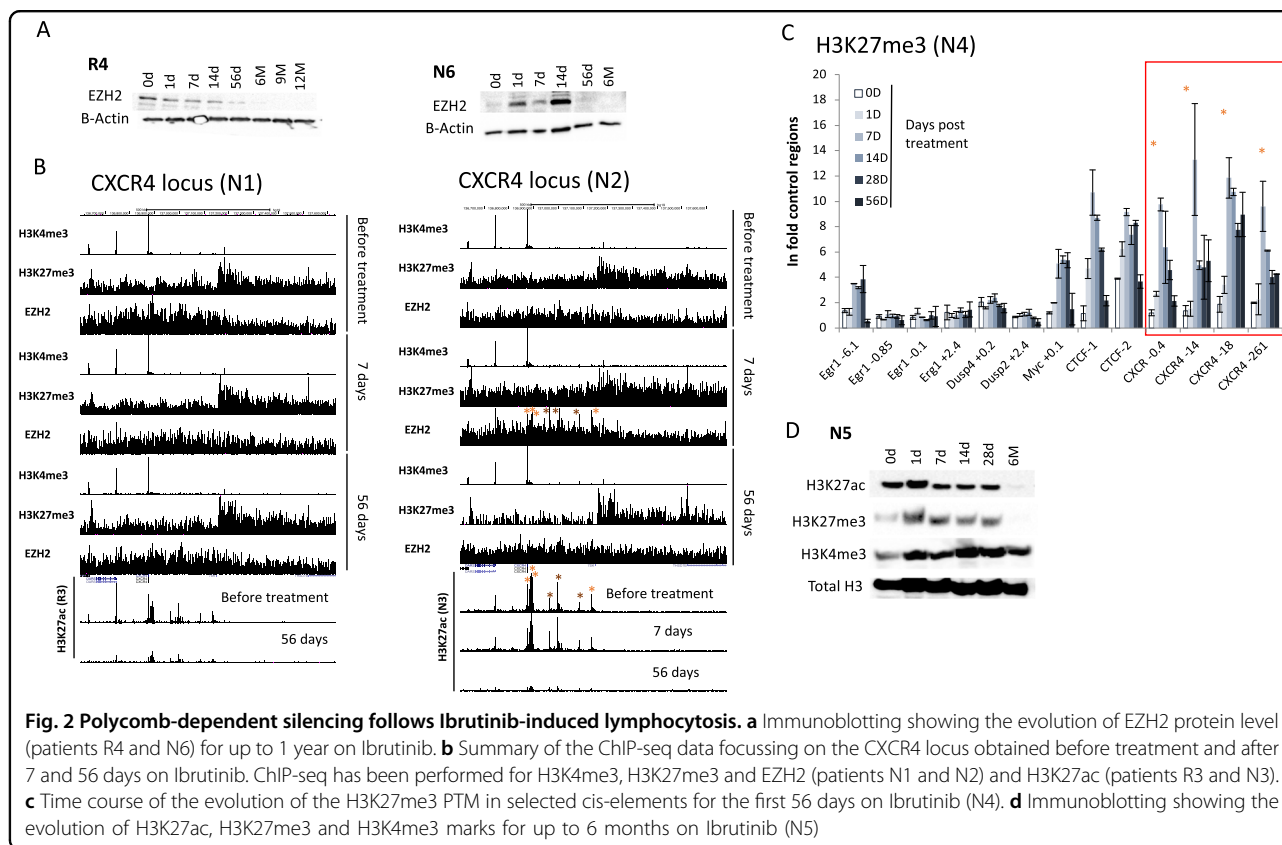 A
R4
0d 1d 7d 14d 56d 6M 9M 12M
EZH2
B-Actin
N6
0d 1d 7d 14d 56d 6M
EZH2
B-Actin
B
CXCR4 locus (N1)
H3K4me3
H3K27me3
EZH2
Before treatment
H3K4me3
H3K27me3
EZH2
7 days
H3K4me3
H3K27me3
EZH2
56 days
H3K27ac (R3)
Before treatment
56 days
CXCR4 locus (N2)
H3K4me3
H3K27me3
EZH2
Before treatment
H3K4me3
H3K27me3
EZH2
* * * * * * *
7 days
H3K4me3
H3K27me3
EZH2
56 days
H3K27ac (N3)
* * * * * *
Before treatment
7 days
56 days
C
H3K27me3 (N4)
In fold control regions
20
18
16
14
12
10
8
6
4
2
0
0D
1D
7D
14D
28D
56D
Days post
treatment
* * * *
Egr1 -6.1
Egr1 -0.85
Egr1 -0.1
Erg1 +2.4
Dusp4 +0.2
Dusp2 +2.4
Myc +0.1
CTCF-1
CTCF-2
CXCR -0.4
CXCR4 -14
CXCR4 -18
CXCR4 -261
D
N5
0d 1d 7d 14d 28d 6M
H3K27ac
H3K27me3
H3K4me3
Total H3
Fig. 2 Polycomb-dependent silencing follows Ibrutinib-induced lymphocytosis. a Immunoblotting showing the evolution of EZH2 protein level
(patients R4 and N6) for up to 1 year on Ibrutinib. b Summary of the ChIP-seq data focussing on the CXCR4 locus obtained before treatment and after
7 and 56 days on Ibrutinib. ChIP-seq has been performed for H3K4me3, H3K27me3 and EZH2 (patients N1 and N2) and H3K27ac (patients R3 and N3).
c Time course of the evolution of the H3K27me3 PTM in selected cis-elements for the first 56 days on Ibrutinib (N4). d Immunoblotting showing the
evolution of H3K27ac, H3K27me3 and H3K4me3 marks for up to 6 months on Ibrutinib (N5)